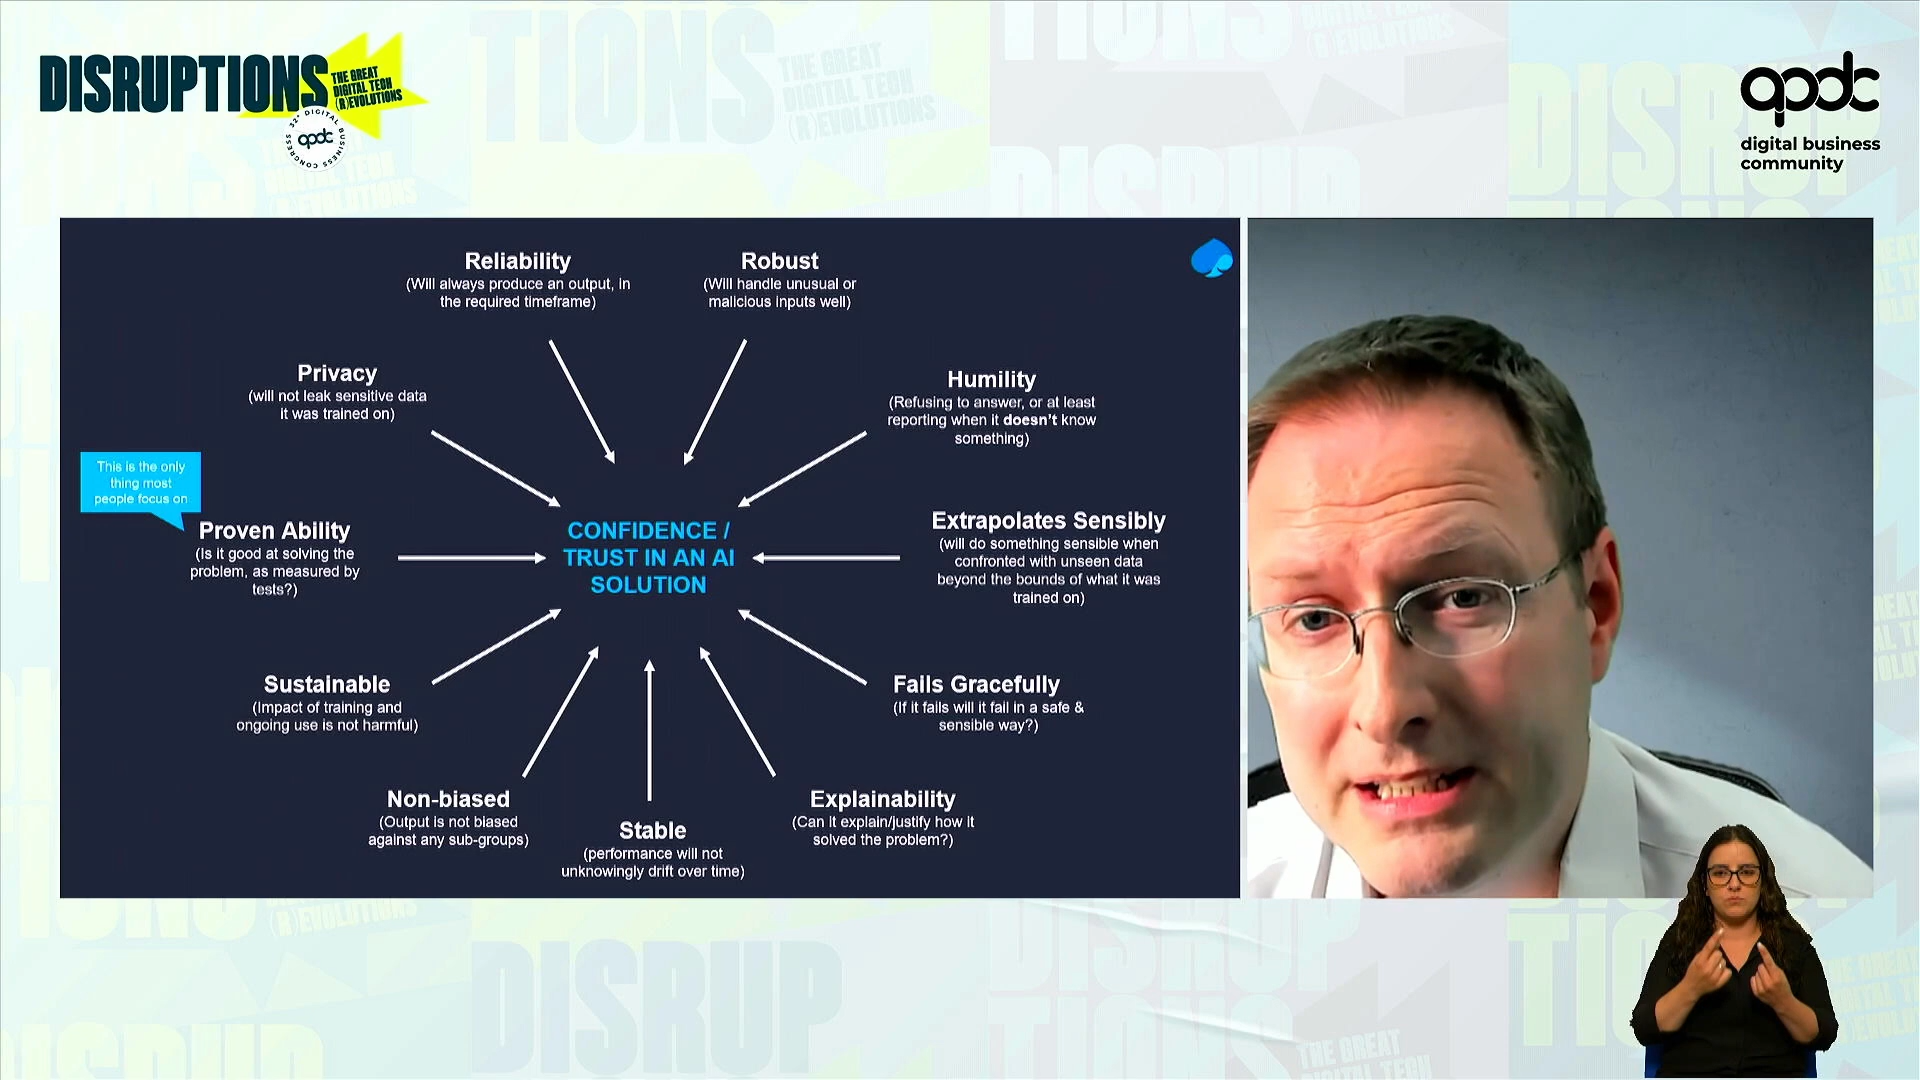 DISRUPTIONS
THE GREAT
DIGITAL TECH
(R)EVOLUTIONS
32º DIGITAL BUSINESS CONGRESS
apdc
apdc
digital business
community
Reliability
(Will always produce an output, in
the required timeframe)
Robust
(Will handle unusual or
malicious inputs well)
Privacy
(will not leak sensitive data
it was trained on)
Humility
(Refusing to answer, or at least
reporting when it doesn't know
something)
This is the only
thing most
people focus on
Proven Ability
(Is it good at solving the
problem, as measured by
tests?)
CONFIDENCE /
TRUST IN AN AI
SOLUTION
Extrapolates Sensibly
(will do something sensible when
confronted with unseen data
beyond the bounds of what it was
trained on)
Sustainable
(Impact of training and
ongoing use is not harmful)
Fails Gracefully
(If it fails will it fail in a safe &
sensible way?)
Non-biased
(Output is not biased
against any sub-groups)
Stable
(performance will not
unknowingly drift over time)
Explainability
(Can it explain/justify how it
solved the problem?)